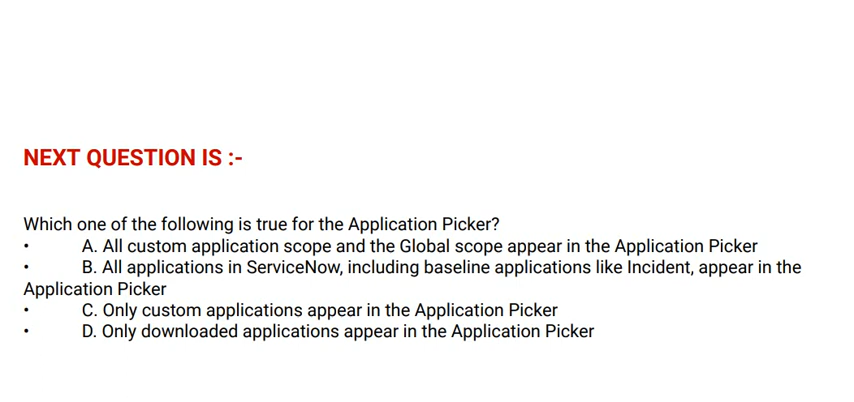 NEXT QUESTION IS :-
Which one of the following is true for the Application Picker?
• A. All custom application scope and the Global scope appear in the Application Picker
• B. All applications in ServiceNow, including baseline applications like Incident, appear in the
Application Picker
• C. Only custom applications appear in the Application Picker
• D. Only downloaded applications appear in the Application Picker